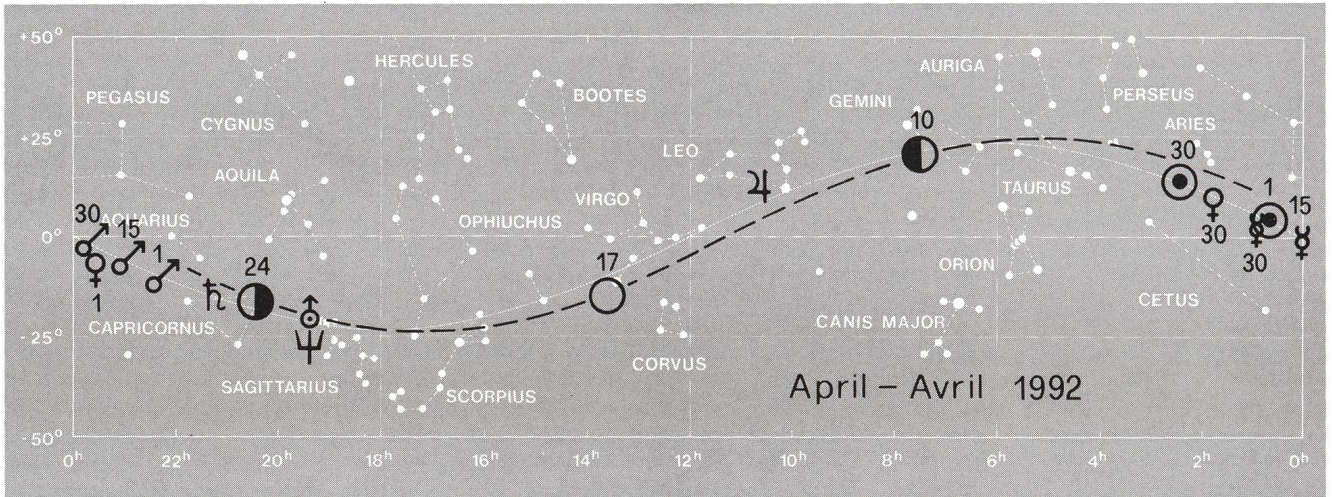 +50°
HERCULES
AURIGA
PEGASUS
BOOTES
GEMINI
PERSEUS
CYGNUS
10
ARIES
+25°
LEO
30
AQUILA
TAURUS
1
VIRGO
30
AQUARIUS
15
OPHIUCHUS
15
0°
1
24
17
30
ORION
30
1
CETUS
CAPRICORNUS
CANIS MAJOR
-25°
CORVUS
SAGITTARIUS
SCORPIUS
April – Avril 1992
-50°
0h 22h 20h 18h 16h 14h 12h 10h 8h 6h 4h 2h 0h